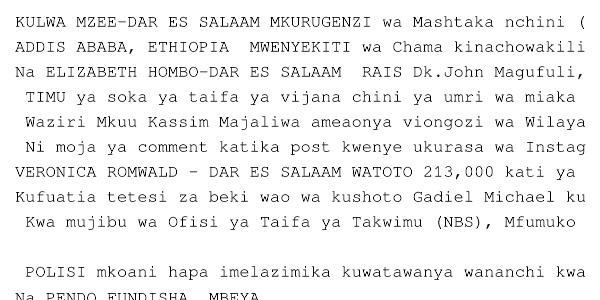 KULWA MZEE-DAR ES SALAAM MKURUGENZI wa Mashtaka nchini (
ADDIS ABABA, ETHIOPIA  MWENYEKITI wa Chama kinachowakili
Na ELIZABETH HOMBO-DAR ES SALAAM  RAIS Dk.John Magufuli,
TIMU ya soka ya taifa ya vijana chini ya umri wa miaka
Waziri Mkuu Kassim Majaliwa ameaonya viongozi wa Wilaya
Ni moja ya comment katika post kwenye ukurasa wa Instag
VERONICA ROMWALD - DAR ES SALAAM WATOTO 213,000 kati ya
Kufuatia tetesi za beki wao wa kushoto Gadiel Michael ku
Kwa mujibu wa Ofisi ya Taifa ya Takwimu (NBS), Mfumuko
POLISI mkoani hapa imelazimika kuwatawanya wananchi kwa
Na PENDO FUNDISHA, MBEYA